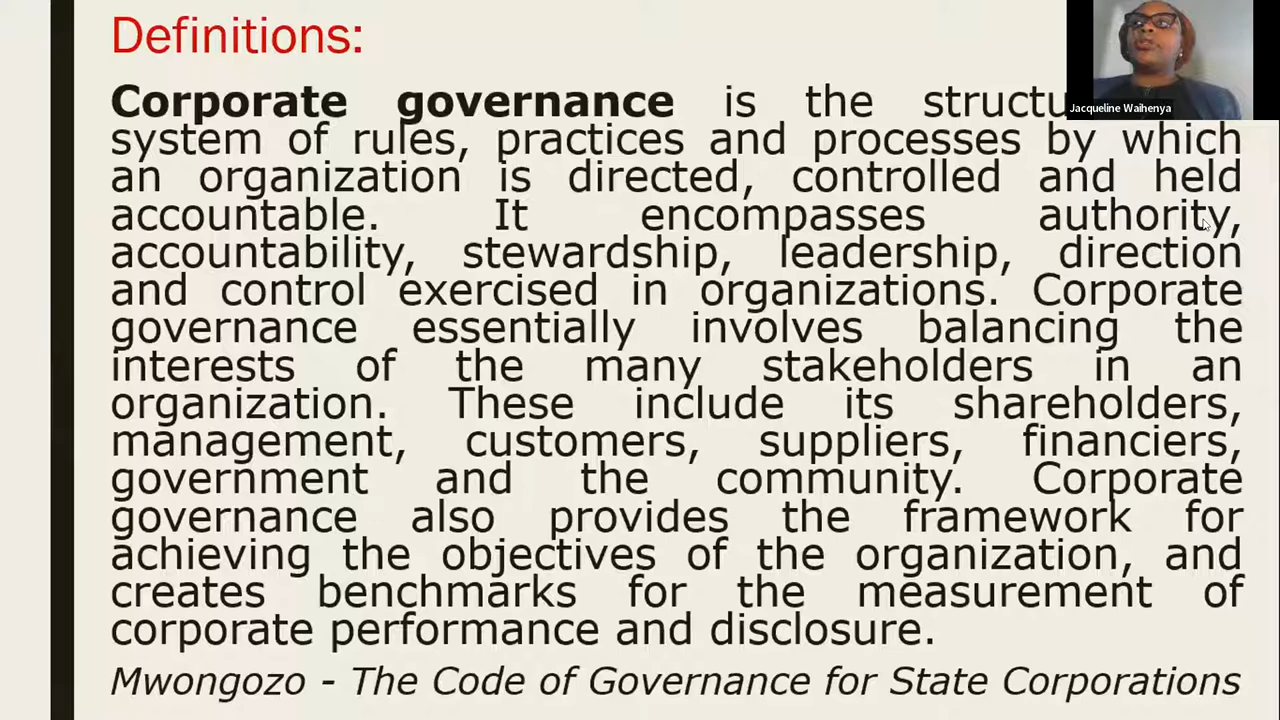 Definitions:
Corporate governance is the
system of rules, practices and processes by which
an organization is directed, controlled and held
accountable. It encompasses authority,
accountability, stewardship, leadership, direction
and control exercised in organizations. Corporate
governance essentially involves balancing the
interests of the many stakeholders in an
organization. These include its shareholders,
management, customers, suppliers, financiers,
government and the community. Corporate
governance also provides the framework for
achieving the objectives of the organization, and
creates benchmarks for the measurement of
corporate performance and disclosure.
Mwongozo - The Code of Governance for State Corporations
Jacqueline Waihenya